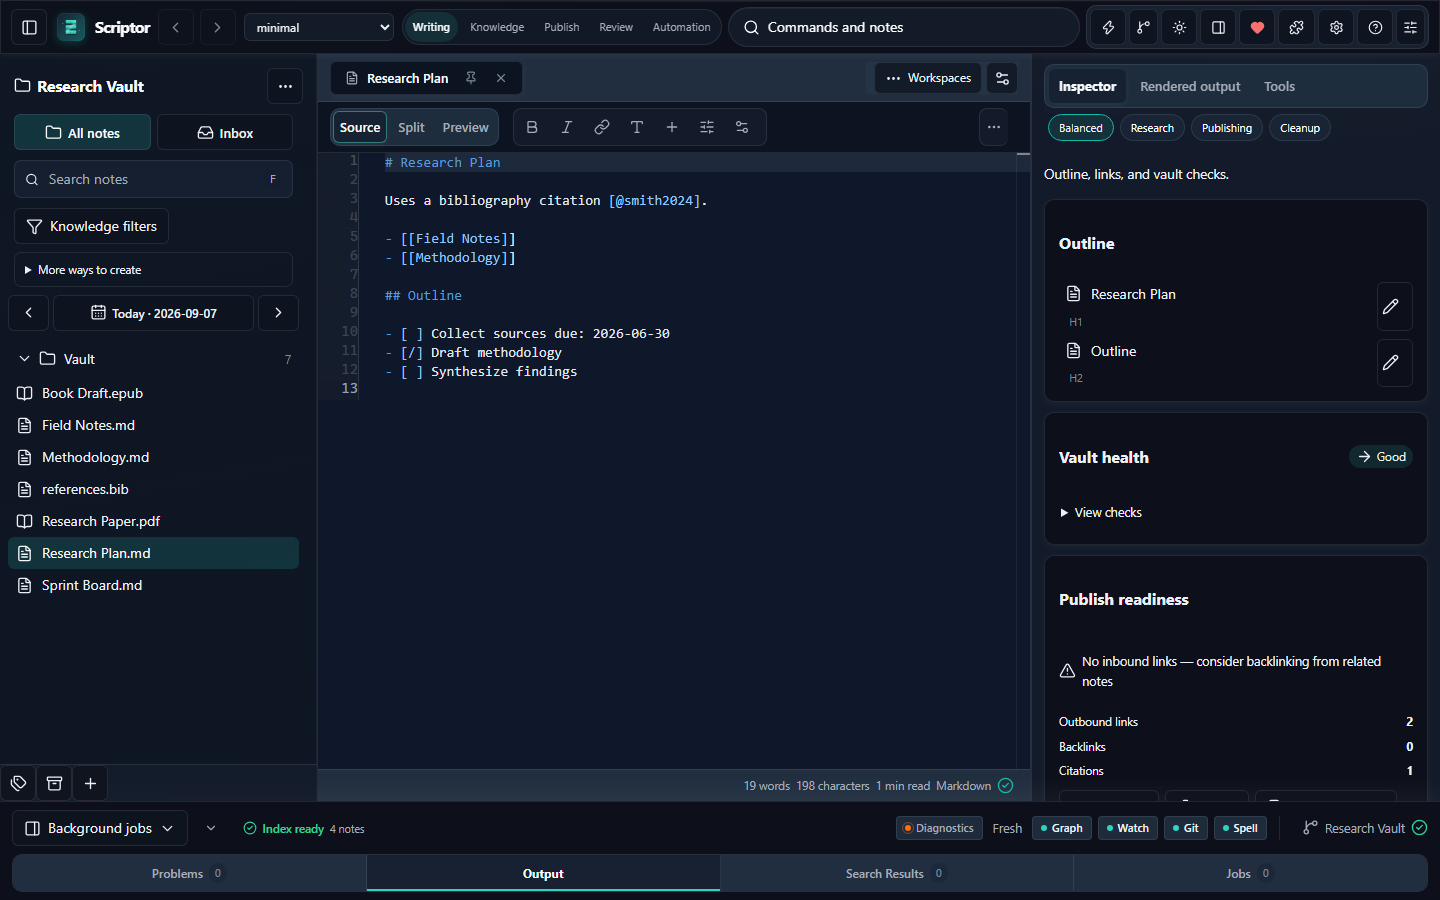 Scriptor
minimal
Writing
Knowledge
Publish
Review
Automation
Commands and notes
Research Vault
All notes
Inbox
Search notes
F
Knowledge filters
More ways to create
Today · 2026-09-07
Vault
7
Book Draft.epub
Field Notes.md
Methodology.md
references.bib
Research Paper.pdf
Research Plan.md
Sprint Board.md
Research Plan
Workspaces
Source
Split
Preview
B
I
T
1 # Research Plan
2
3 Uses a bibliography citation [@smith2024].
4
5 - [[Field Notes]]
6 - [[Methodology]]
7
8 ## Outline
9
10 - [ ] Collect sources due: 2026-06-30
11 - [/] Draft methodology
12 - [ ] Synthesize findings
13
19 words 198 characters 1 min read Markdown
Inspector
Rendered output
Tools
Balanced
Research
Publishing
Cleanup
Outline, links, and vault checks.
Outline
Research Plan
H1
Outline
H2
Vault health
Good
View checks
Publish readiness
No inbound links — consider backlinking from related
notes
Outbound links 2
Backlinks 0
Citations 1
Background jobs
Index ready 4 notes
Diagnostics
Fresh
Graph
Watch
Git
Spell
Research Vault
Problems 0
Output
Search Results 0
Jobs 0